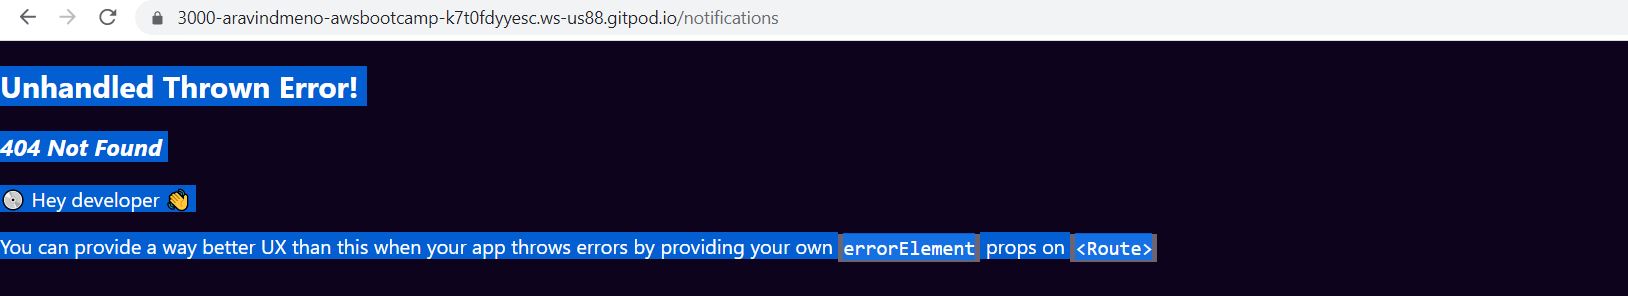 3000-aravindmeno-awsbootcamp-k7t0fdyyesc.ws-us88.gitpod.io/notifications
Unhandled Thrown Error!
404 Not Found
💿 Hey developer 👋
You can provide a way better UX than this when your app throws errors by providing your own errorElement props on <Route>